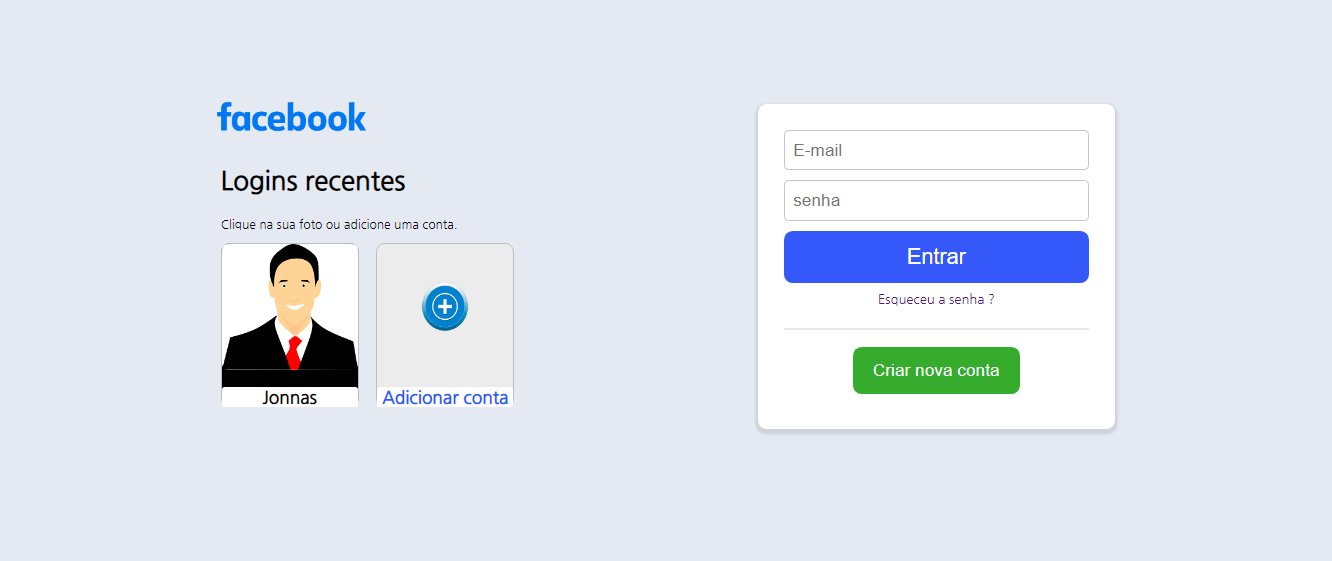 facebook
Logins recentes
Clique na sua foto ou adicione uma conta.
Jonnas
Adicionar conta
E-mail
senha
Entrar
Esqueceu a senha ?
Criar nova conta